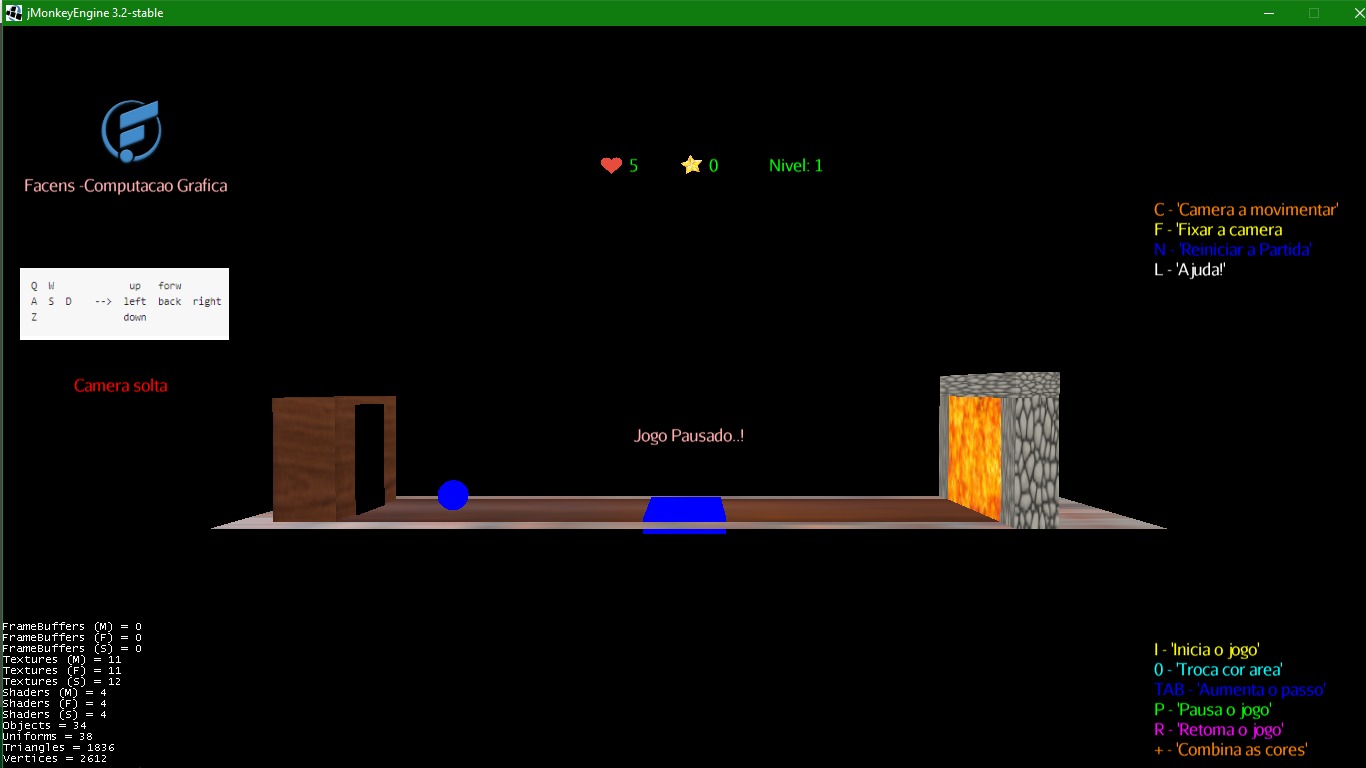 jMonkeyEngine 3.2-stable
Facens -Computacao Grafica
5 0 Nivel: 1
C - 'Camera a movimentar'
F - 'Fixar a camera
N - 'Reiniciar a Partida'
L - 'Ajuda!'
Q W up forw
A S D --> left back right
Z down
Camera solta
Jogo Pausado..!
FrameBuffers (M) = 0
FrameBuffers (F) = 0
FrameBuffers (S) = 0
Textures (M) = 11
Textures (F) = 11
Textures (S) = 12
Shaders (M) = 4
Shaders (F) = 4
Shaders (S) = 4
Objects = 34
Uniforms = 38
Triangles = 1836
Vertices = 2612
I - 'Inicia o jogo'
0 - 'Troca cor area'
TAB - 'Aumenta o passo'
P - 'Pausa o jogo'
R - 'Retoma o jogo'
+ - 'Combina as cores'